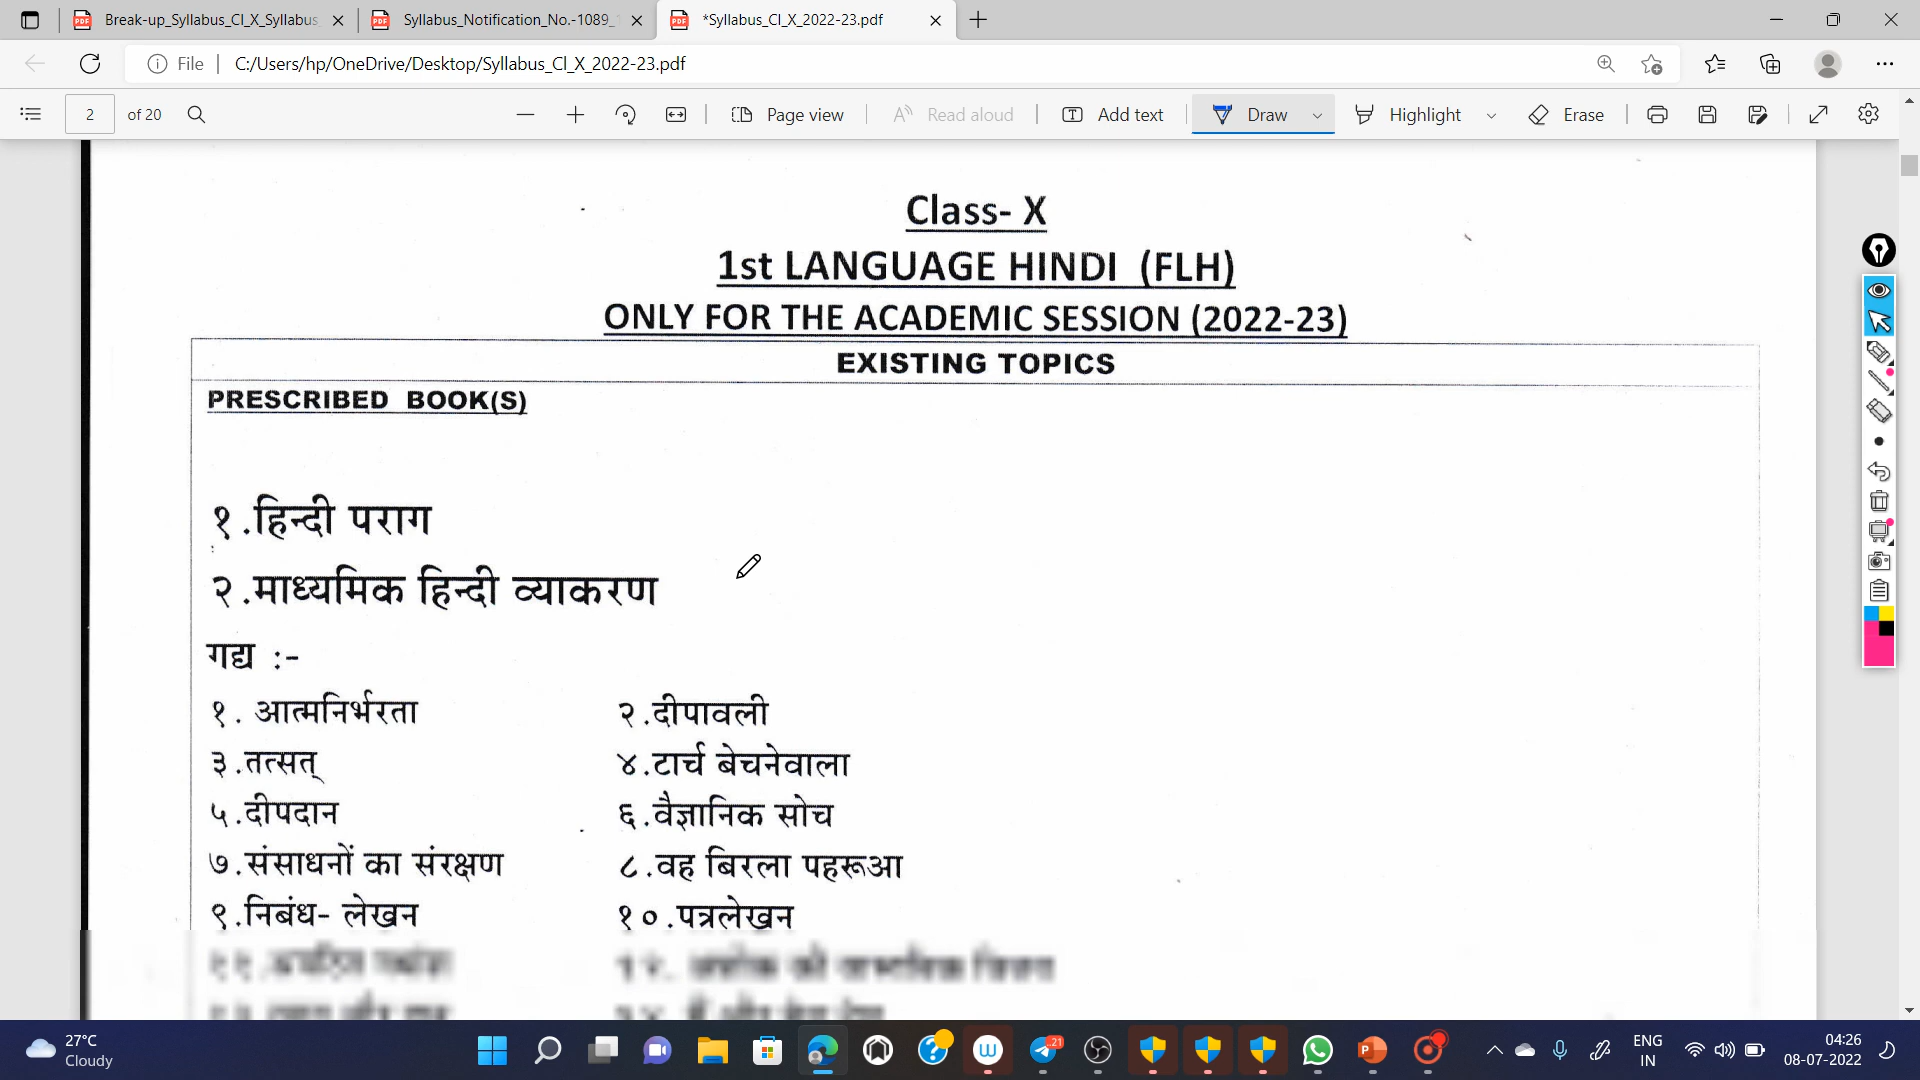 Break-up_Syllabus_Cl_X_Syllabus
Syllabus_Notification_No.-1089_
*Syllabus_Cl_X_2022-23.pdf
File
C:/Users/hp/OneDrive/Desktop/Syllabus_Cl_X_2022-23.pdf
2 of 20
Page view
Read aloud
Add text
Draw
Highlight
Erase
Class- X
1st LANGUAGE HINDI (FLH)
ONLY FOR THE ACADEMIC SESSION (2022-23)
EXISTING TOPICS
PRESCRIBED BOOK(S)
१.हिन्दी पराग
२.माध्यमिक हिन्दी व्याकरण
गद्य :-
१. आत्मनिर्भरता २.दीपावली
३.तत्सत् ४.टार्च बेचनेवाला
५.दीपदान ६.वैज्ञानिक सोच
७.संसाधनों का संरक्षण ८.वह बिरला पहरूआ
९.निबंध- लेखन १०.पत्रलेखन
27°C
Cloudy
21
ENG
IN
04:26
08-07-2022